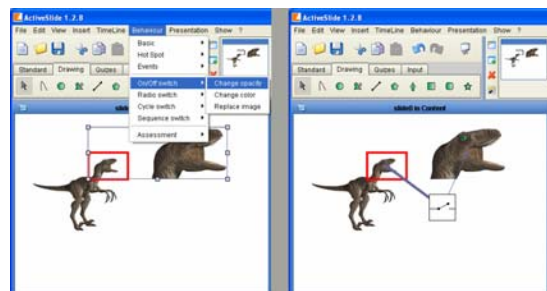 ActiveSlide 1.2.8
File Edit View Insert TimeLine Behaviour Presentation Show ?
Basic
Hot Spot
Events
On/Off switch
Radio switch
Cycle switch
Sequence switch
Assessment
Change opacity
Change color
Replace image
Standard Drawing Quizes
ActiveSlide 1.2.8
File Edit View Insert TimeLine Behaviour Presentation Show ?
Standard Drawing Quizes Input
slide0 in Content